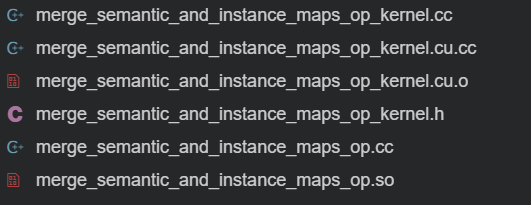 merge_semantic_and_instance_maps_op_kernel.cc
merge_semantic_and_instance_maps_op_kernel.cu.cc
merge_semantic_and_instance_maps_op_kernel.cu.o
merge_semantic_and_instance_maps_op_kernel.h
merge_semantic_and_instance_maps_op.cc
merge_semantic_and_instance_maps_op.so